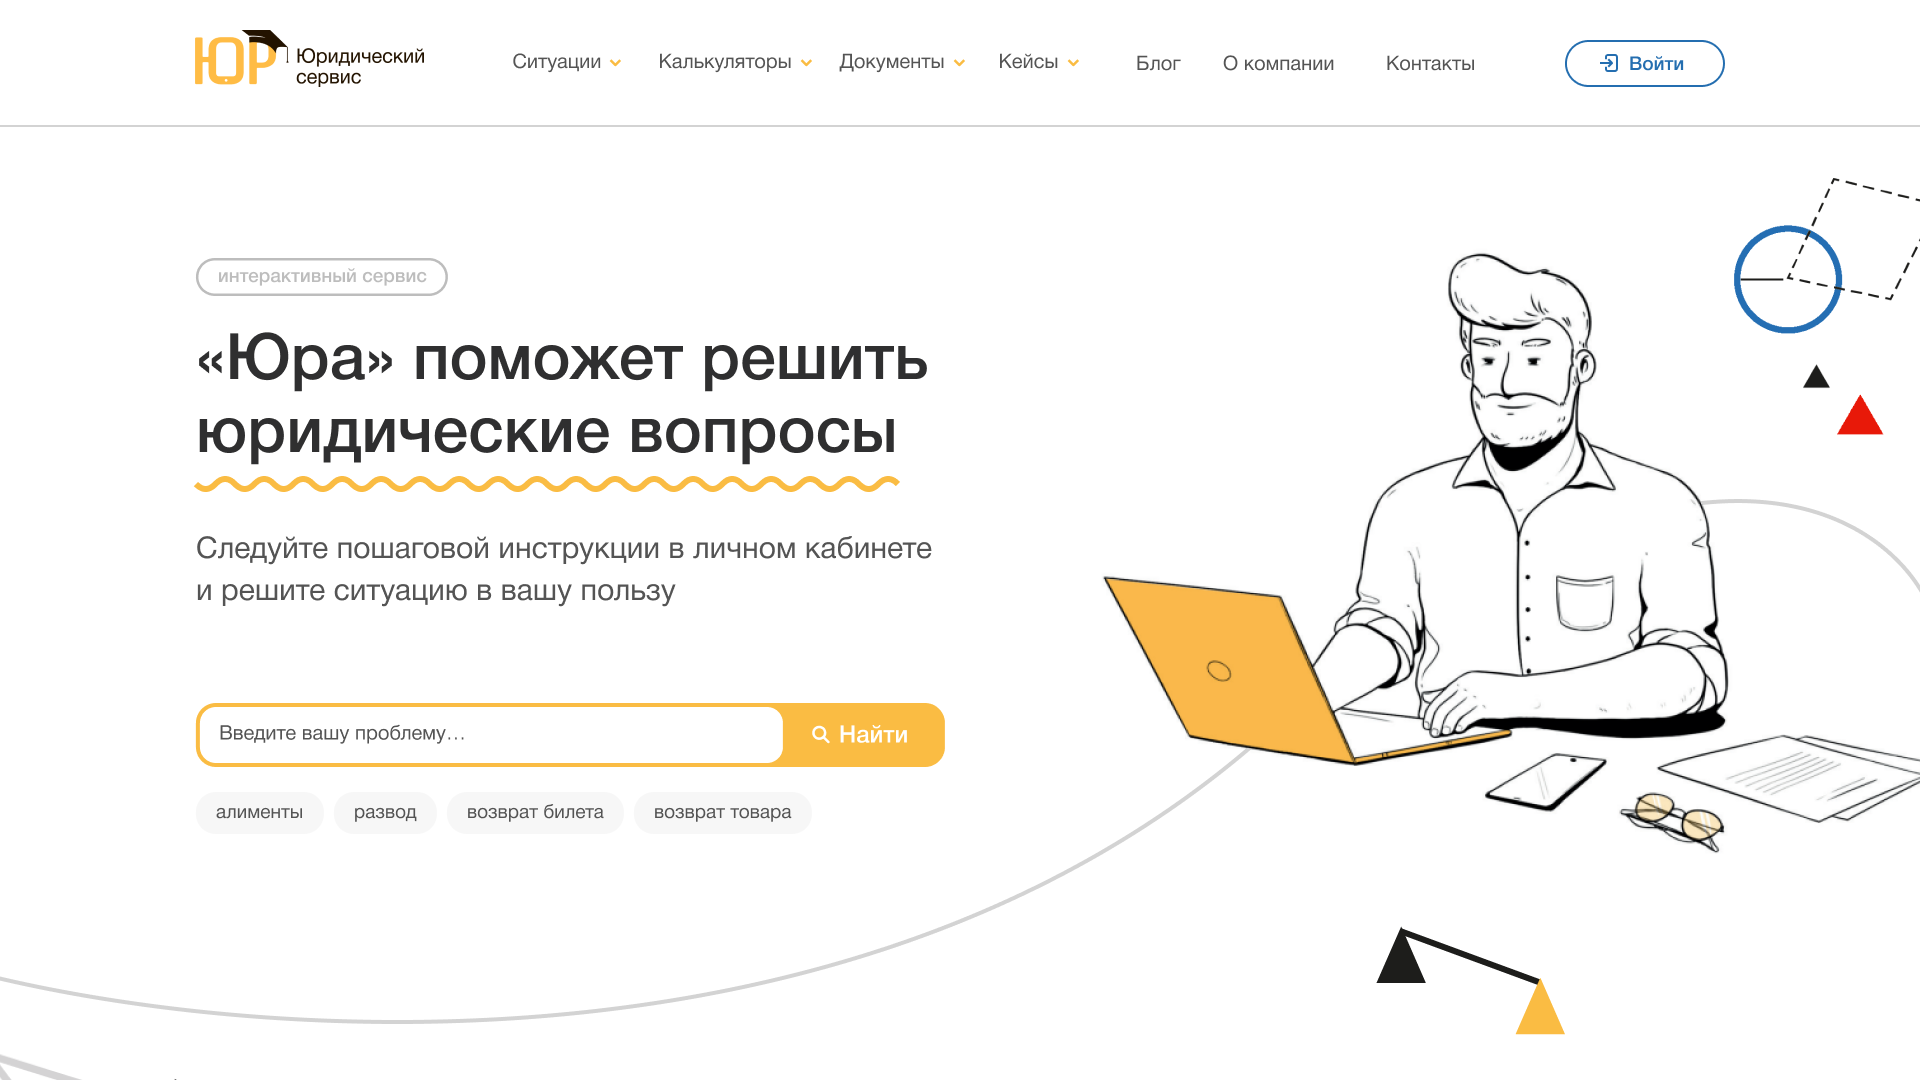 ЮР Юридический
сервис
Ситуации Калькуляторы Документы Кейсы Блог О компании Контакты Войти
интерактивный сервис
«Юра» поможет решить
юридические вопросы
Следуйте пошаговой инструкции в личном кабинете
и решите ситуацию в вашу пользу
Введите вашу проблему… Найти
алименты развод возврат билета возврат товара